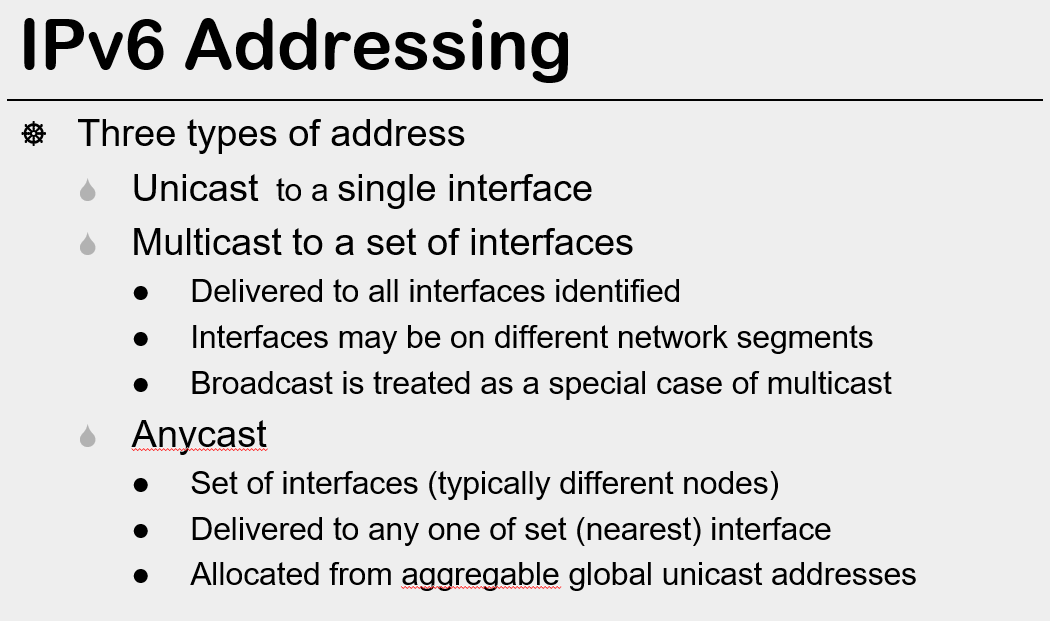 IPv6 Addressing
Three types of address
Unicast to a single interface
Multicast to a set of interfaces
Delivered to all interfaces identified
Interfaces may be on different network segments
Broadcast is treated as a special case of multicast
Anycast
Set of interfaces (typically different nodes)
Delivered to any one of set (nearest) interface
Allocated from aggregable global unicast addresses